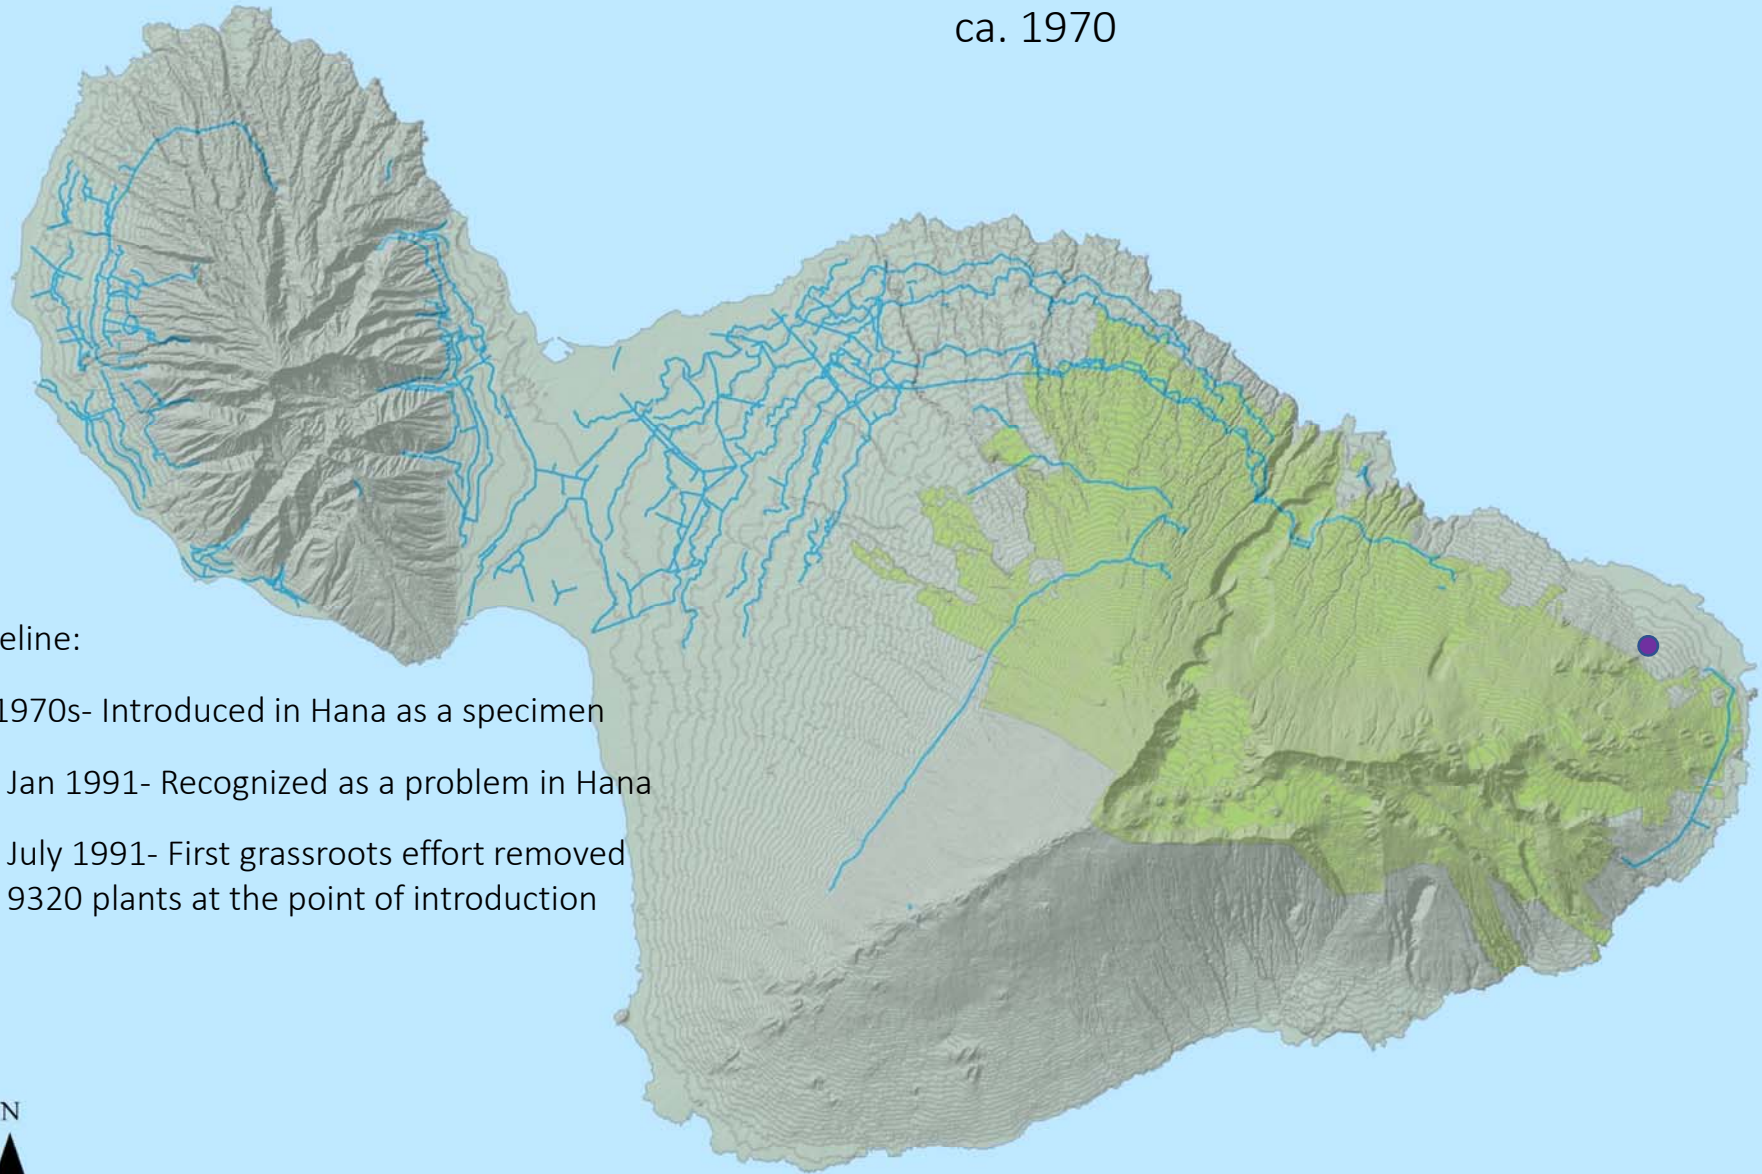 ca. 1970
eline:
1970s- Introduced in Hana as a specimen
Jan 1991- Recognized as a problem in Hana
July 1991- First grassroots effort removed
9320 plants at the point of introduction
N